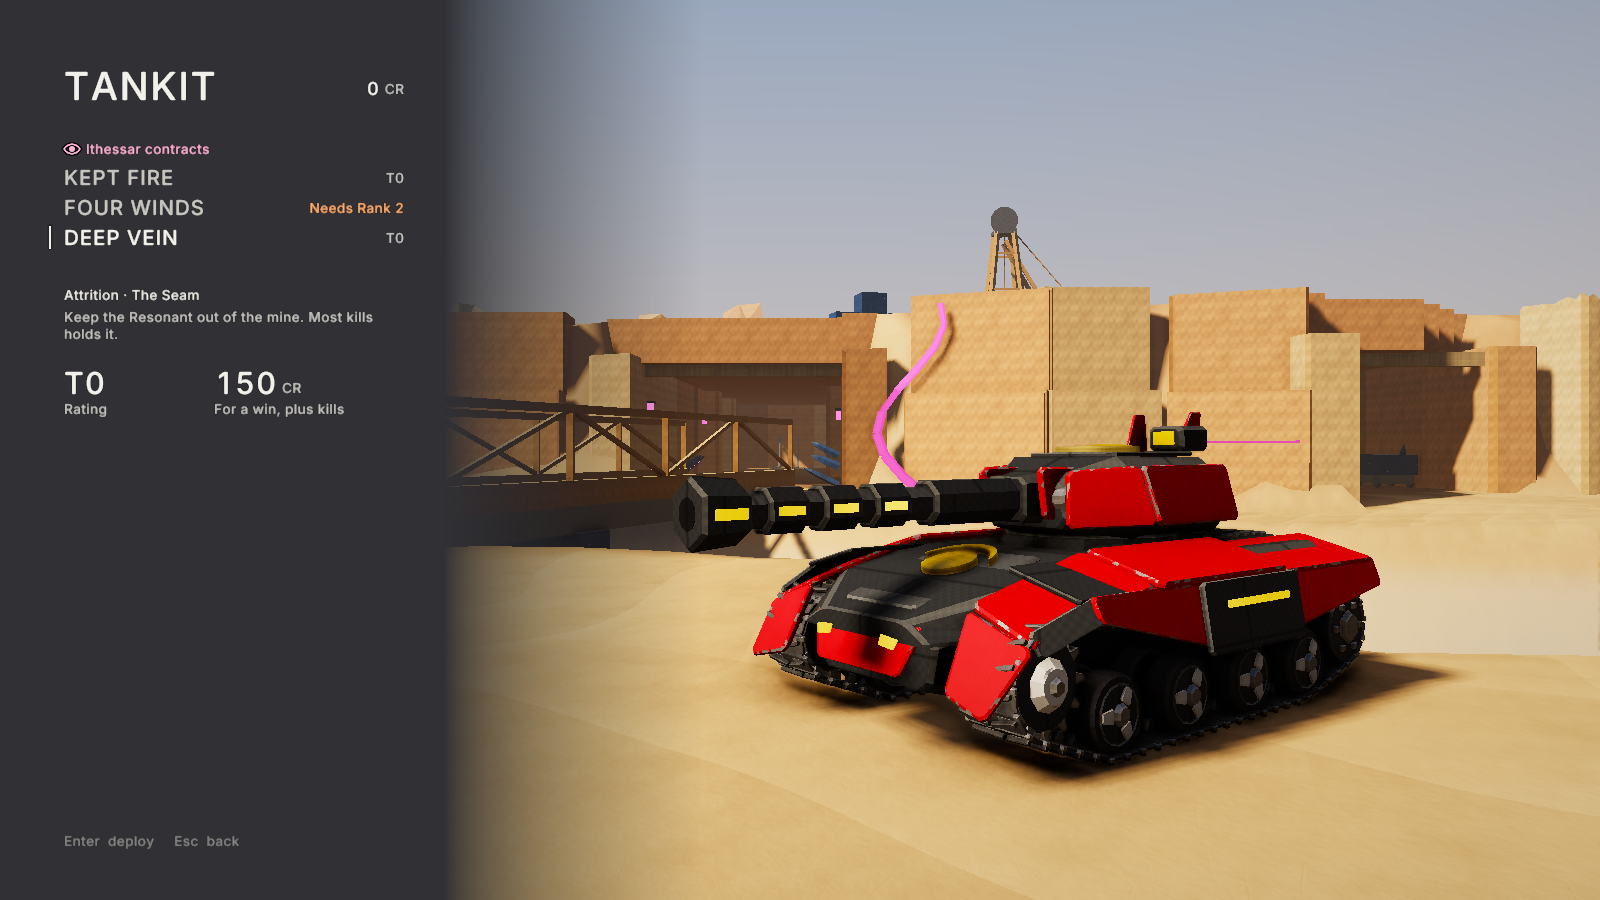 TANKIT
0 CR
Ithessar contracts
KEPT FIRE T0
FOUR WINDS Needs Rank 2
DEEP VEIN T0
Attrition · The Seam
Keep the Resonant out of the mine. Most kills
holds it.
T0 150 CR
Rating For a win, plus kills
Enter deploy Esc back